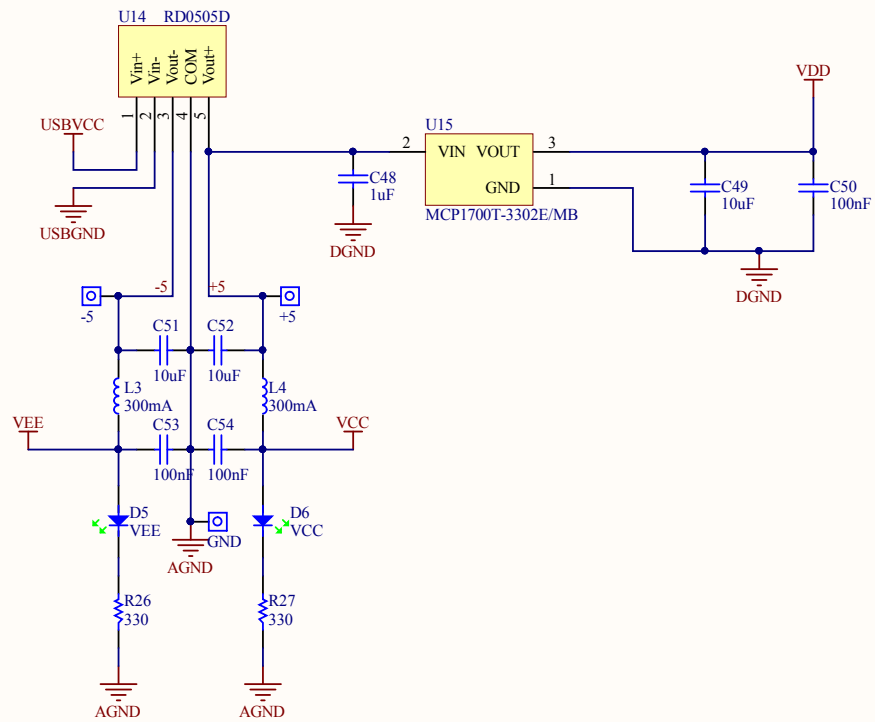 U14 RD0505D
Vin+
Vin-
Vout-
COM
Vout+
1
2
3
4
5
USBVCC
USBGND
VDD
U15
2
VIN VOUT
3
GND
1
MCP1700T-3302E/MB
C48
1uF
DGND
C49
10uF
C50
100nF
DGND
-5
+5
-5
+5
C51
C52
10uF
10uF
L3
300mA
L4
300mA
VEE
VCC
C53
C54
100nF
100nF
D5
VEE
D6
VCC
GND
AGND
R26
330
R27
330
AGND
AGND